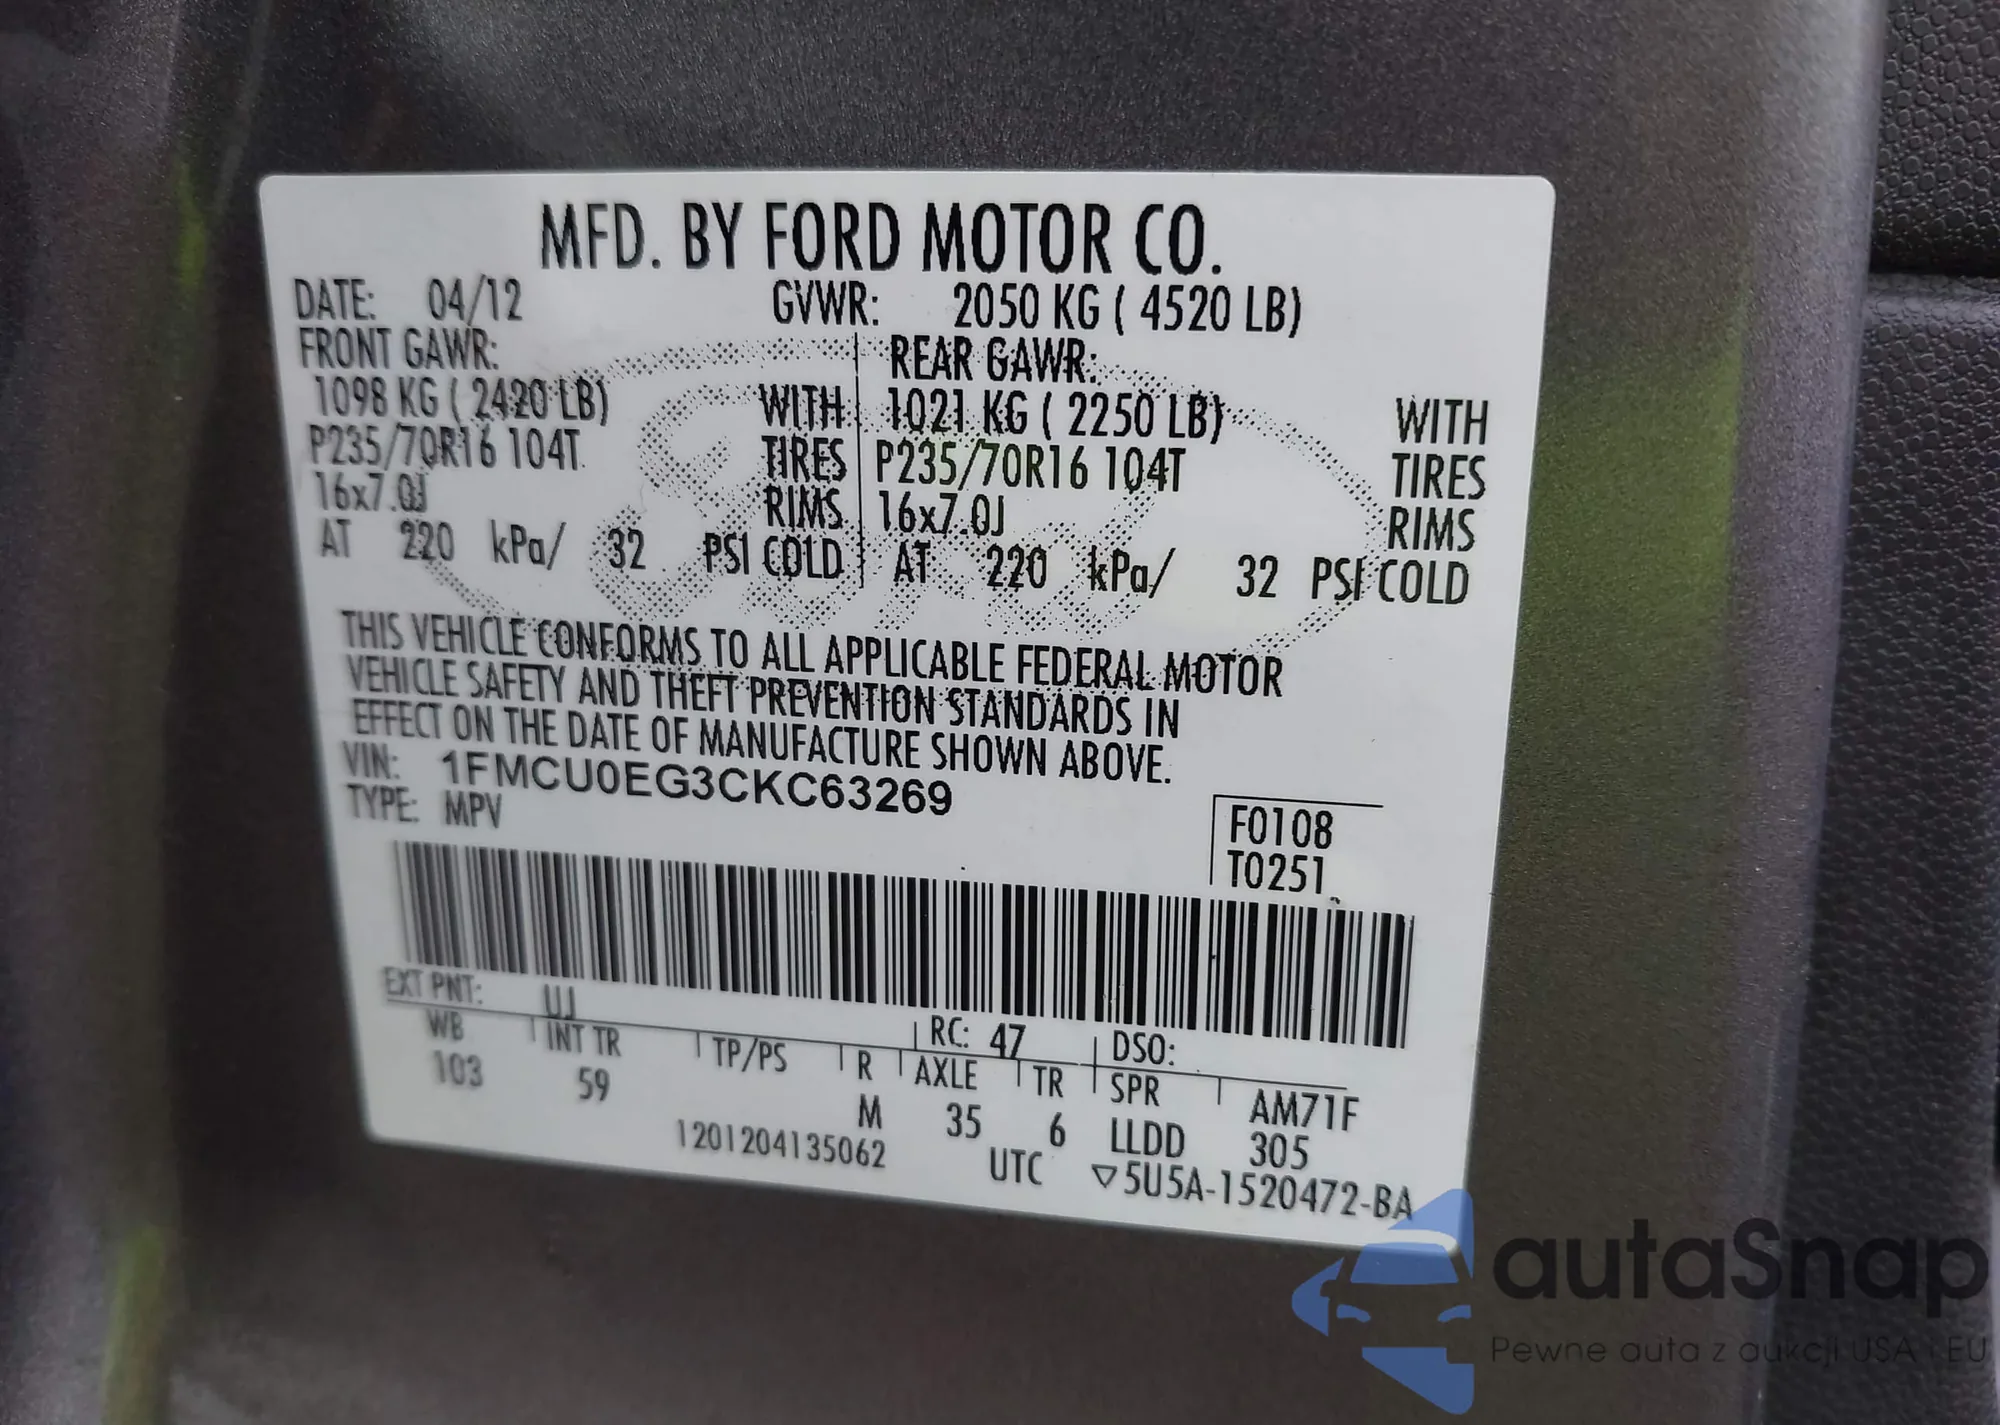 MFD. BY FORD MOTOR CO.
DATE: 04/12 GVWR: 2050 KG ( 4520 LB)
FRONT GAWR: REAR GAWR:
1098 KG ( 2420 LB) WITH 1021 KG ( 2250 LB) WITH
P235/70R16 104T TIRES P235/70R16 104T TIRES
16x7.0J RIMS 16x7.0J RIMS
AT 220 kPa/ 32 PSI COLD AT 220 kPa/ 32 PSI COLD
THIS VEHICLE CONFORMS TO ALL APPLICABLE FEDERAL MOTOR
VEHICLE SAFETY AND THEFT PREVENTION STANDARDS IN
EFFECT ON THE DATE OF MANUFACTURE SHOWN ABOVE.
VIN: 1FMCU0EG3CKC63269
TYPE: MPV
F0108
T0251
EXT PNT: UJ RC: 47 DSO:
WB INT TR TP/PS R AXLE TR SPR AM71F
103 59 M 35 6 LLDD 305
1201204135062 UTC ▽5U5A-1520472-BA
autaSnap
Pewne auta z aukcji USA i EU